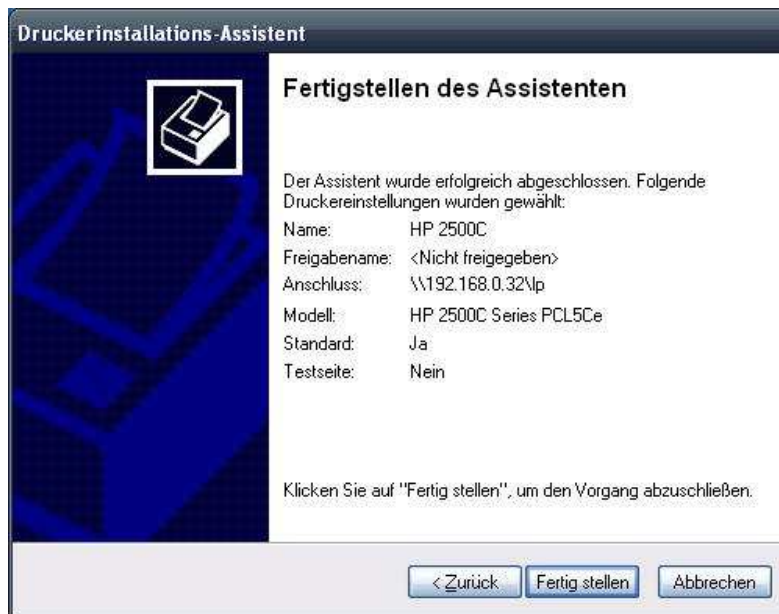 Druckerinstallations-Assistent
Fertigstellen des Assistenten
Der Assistent wurde erfolgreich abgeschlossen. Folgende
Druckereinstellungen wurden gewählt:
Name: HP 2500C
Freigabename: <Nicht freigegeben>
Anschluss: \\192.168.0.32\lp
Modell: HP 2500C Series PCL5Ce
Standard: Ja
Testseite: Nein
Klicken Sie auf "Fertig stellen", um den Vorgang abzuschließen.
< Zurück Fertig stellen Abbrechen